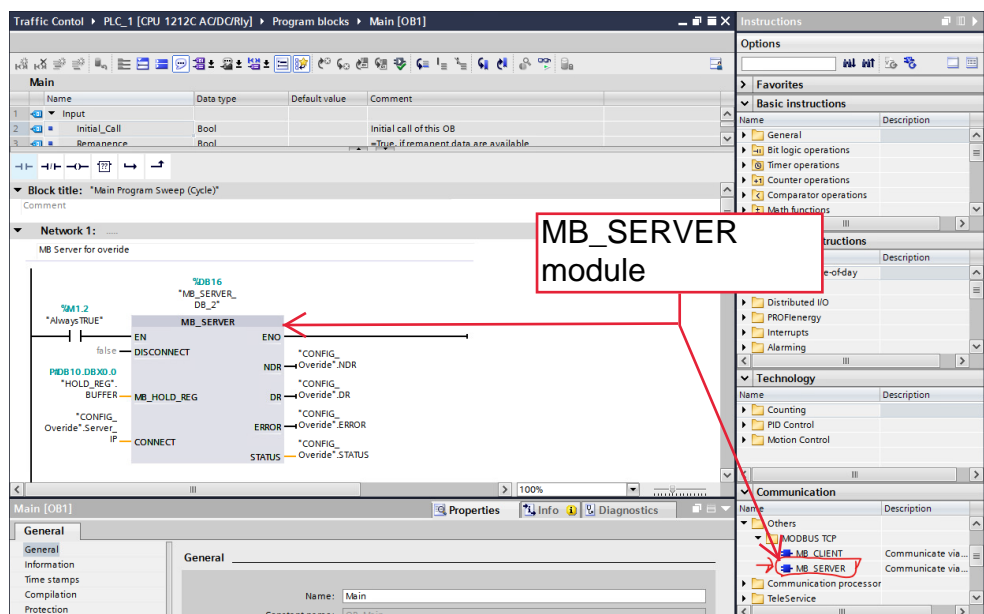 Traffic Contol ▸ PLC_1 [CPU 1212C AC/DC/Rly] ▸ Program blocks ▸ Main [OB1]
Main
Name Data type Default value Comment
1 Input
2 Initial_Call Bool Initial call of this OB
3 Remanence Bool =True, if remanent data are available
Block title: "Main Program Sweep (Cycle)"
Comment
Network 1: ....
MB Server for overide
%DB16
"MB_SERVER_
DB_2"
%M1.2
"AlwaysTRUE"
MB_SERVER
EN ENO
false DISCONNECT
NDR "CONFIG_
Overide".NDR
"HOLD_REG".
BUFFER MB_HOLD_REG
DR "CONFIG_
Overide".DR
ERROR "CONFIG_
Overide".ERROR
"CONFIG_
Overide".Server_
IP CONNECT
STATUS "CONFIG_
Overide".STATUS
100%
Main [OB1]
Properties Info Diagnostics
General
General
Information
Time stamps
Compilation
Protection
General
Name: Main
MB_SERVER
module
Instructions
Options
Favorites
Basic instructions
Name Description
General
Bit logic operations
Timer operations
Counter operations
Comparator operations
Math functions
Description
Distributed I/O
PROFIenergy
Interrupts
Alarming
Technology
Name Description
Counting
PID Control
Motion Control
Communication
Name Description
Others
MODBUS TCP
MB_CLIENT Communicate via...
MB_SERVER Communicate via...
Communication processor
TeleService